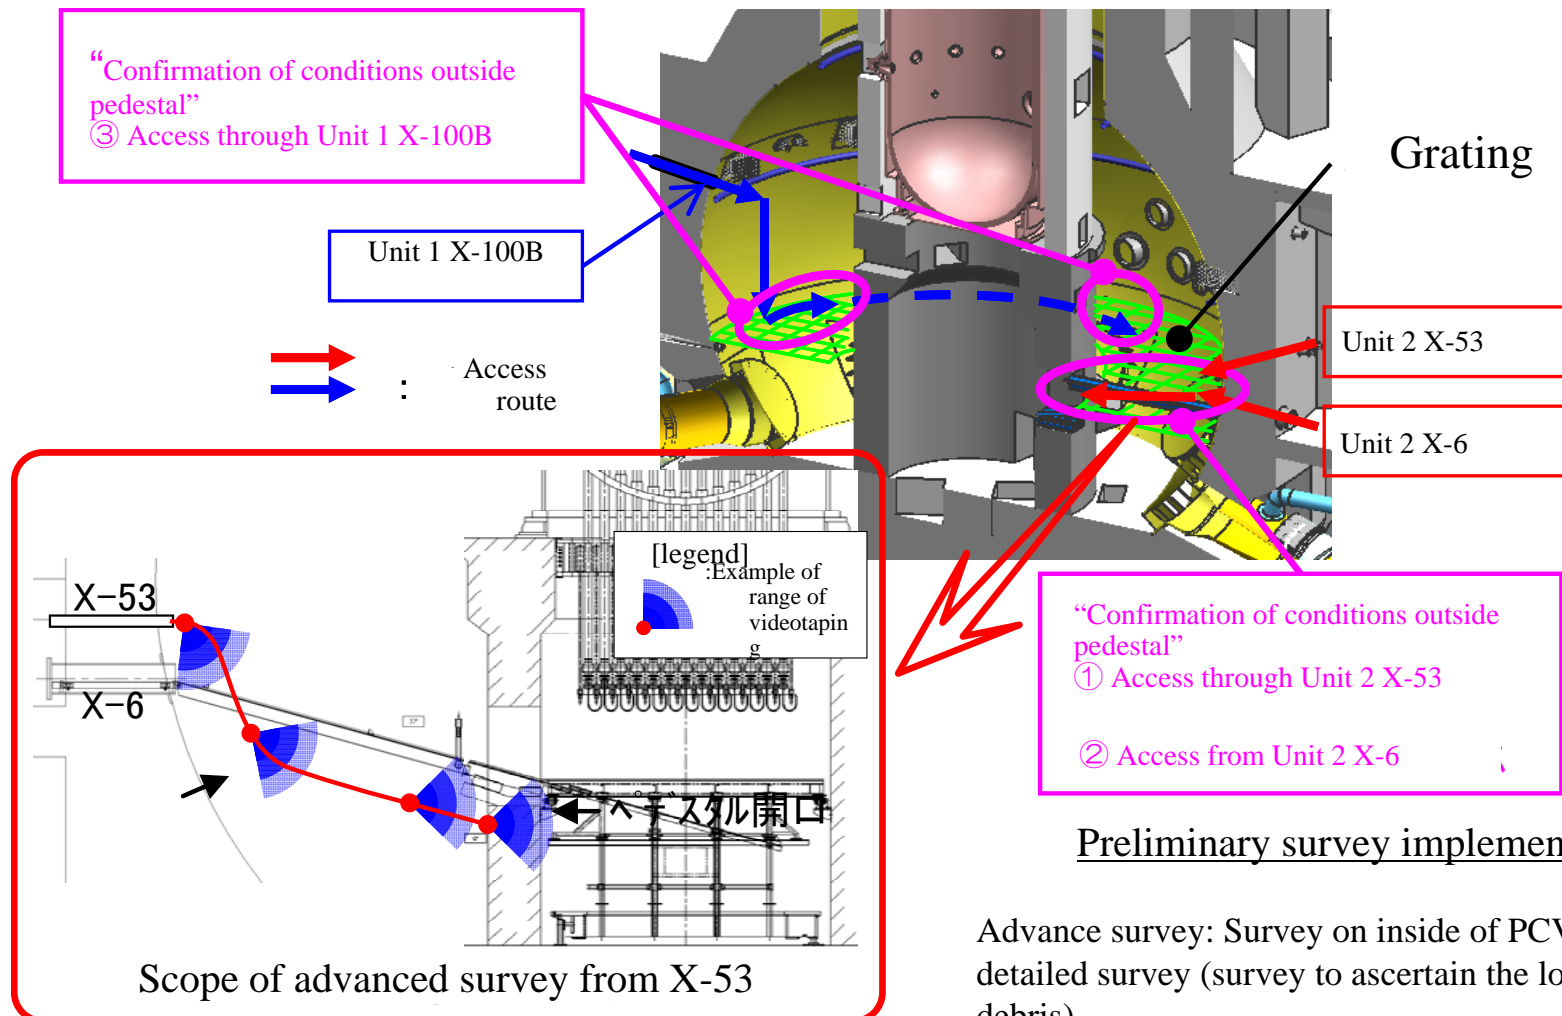 “Confirmation of conditions outside
pedestal”
③ Access through Unit 1 X-100B
Grating
Unit 1 X-100B
Unit 2 X-53
: Access
route
Unit 2 X-6
[legend]
:Example of
range of
videotapin
g
X-53
X-6
ﾍﾟﾃﾞｽﾀﾙ開口
“Confirmation of conditions outside
pedestal”
① Access through Unit 2 X-53
② Access from Unit 2 X-6
Scope of advanced survey from X-53
Preliminary survey implemen
Advance survey: Survey on inside of PCV
detailed survey (survey to ascertain the lo
debris)